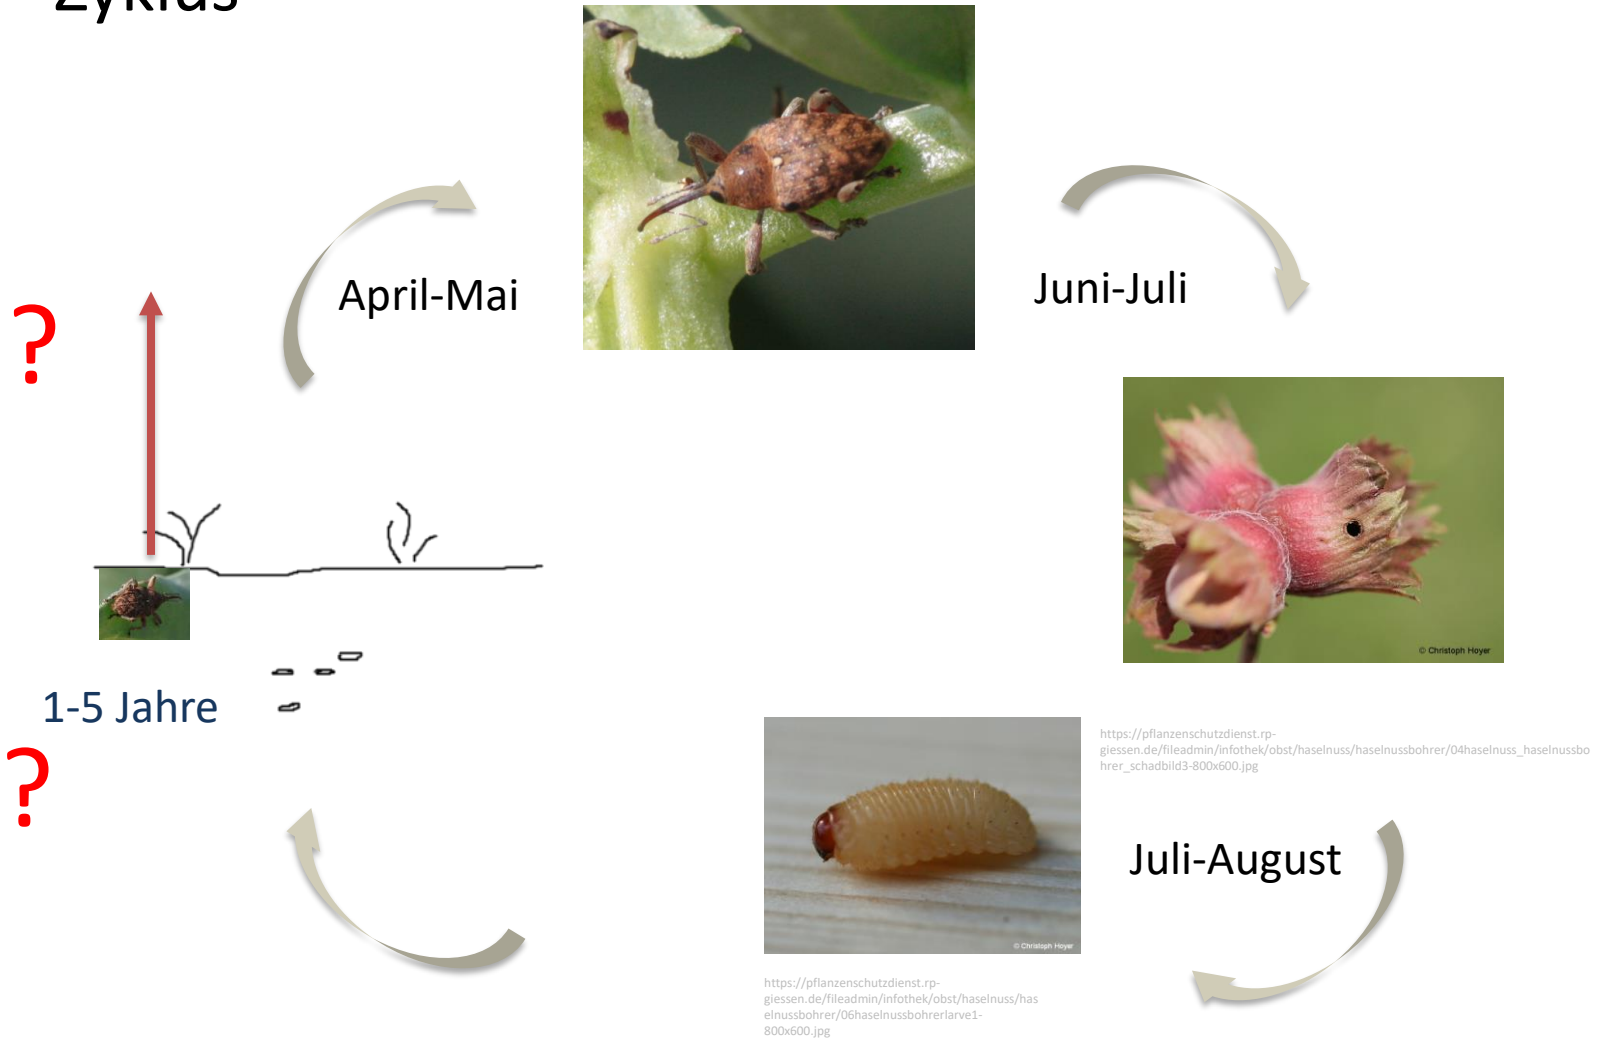 Zyklus
April-Mai
Juni-Juli
?
© Christoph Hoyer
1-5 Jahre
?
https://pflanzenschutzdienst.rp-
giessen.de/fileadmin/infothek/obst/haselnuss/haselnussbohrer/04haselnuss_haselnussbo
hrer_schadbild3-800x600.jpg
Juli-August
© Christoph Hoyer
https://pflanzenschutzdienst.rp-
giessen.de/fileadmin/infothek/obst/haselnuss/has
elnussbohrer/06haselnussbohrerlarve1-
800x600.jpg